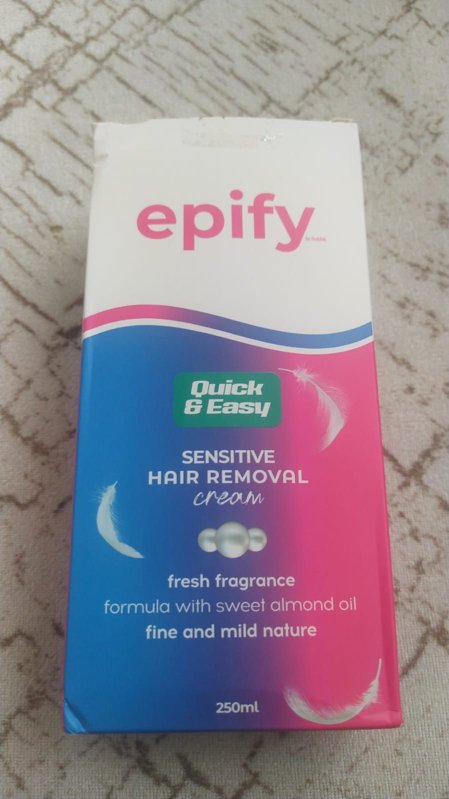 epify
Quick
& Easy
SENSITIVE
HAIR REMOVAL
cream
fresh fragrance
formula with sweet almond oil
fine and mild nature
250ml